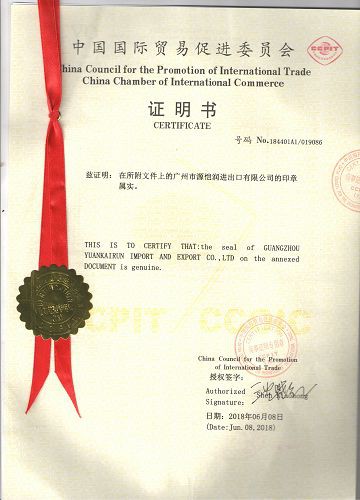 中国国际贸易促进委员会
CCPIT
China Council for the Promotion of International Trade
China Chamber of International Commerce
证明书
CERTIFICATE
号码 No.184401A1/019086
兹证明：在所附文件上的广州市源恺润进出口有限公司的印章
属实。
THIS IS TO CERTIFY THAT:the seal of GUANGZHOU
YUANKAIRUN IMPORT AND EXPORT CO.,LTD on the annexed
DOCUMENT is genuine.
CCPIT CCOIC
China Council for the Promotion
of International Trade
授权签字：
Authorized
Signature:
日期：2018年06月08日
(Date:Jun.08,2018)